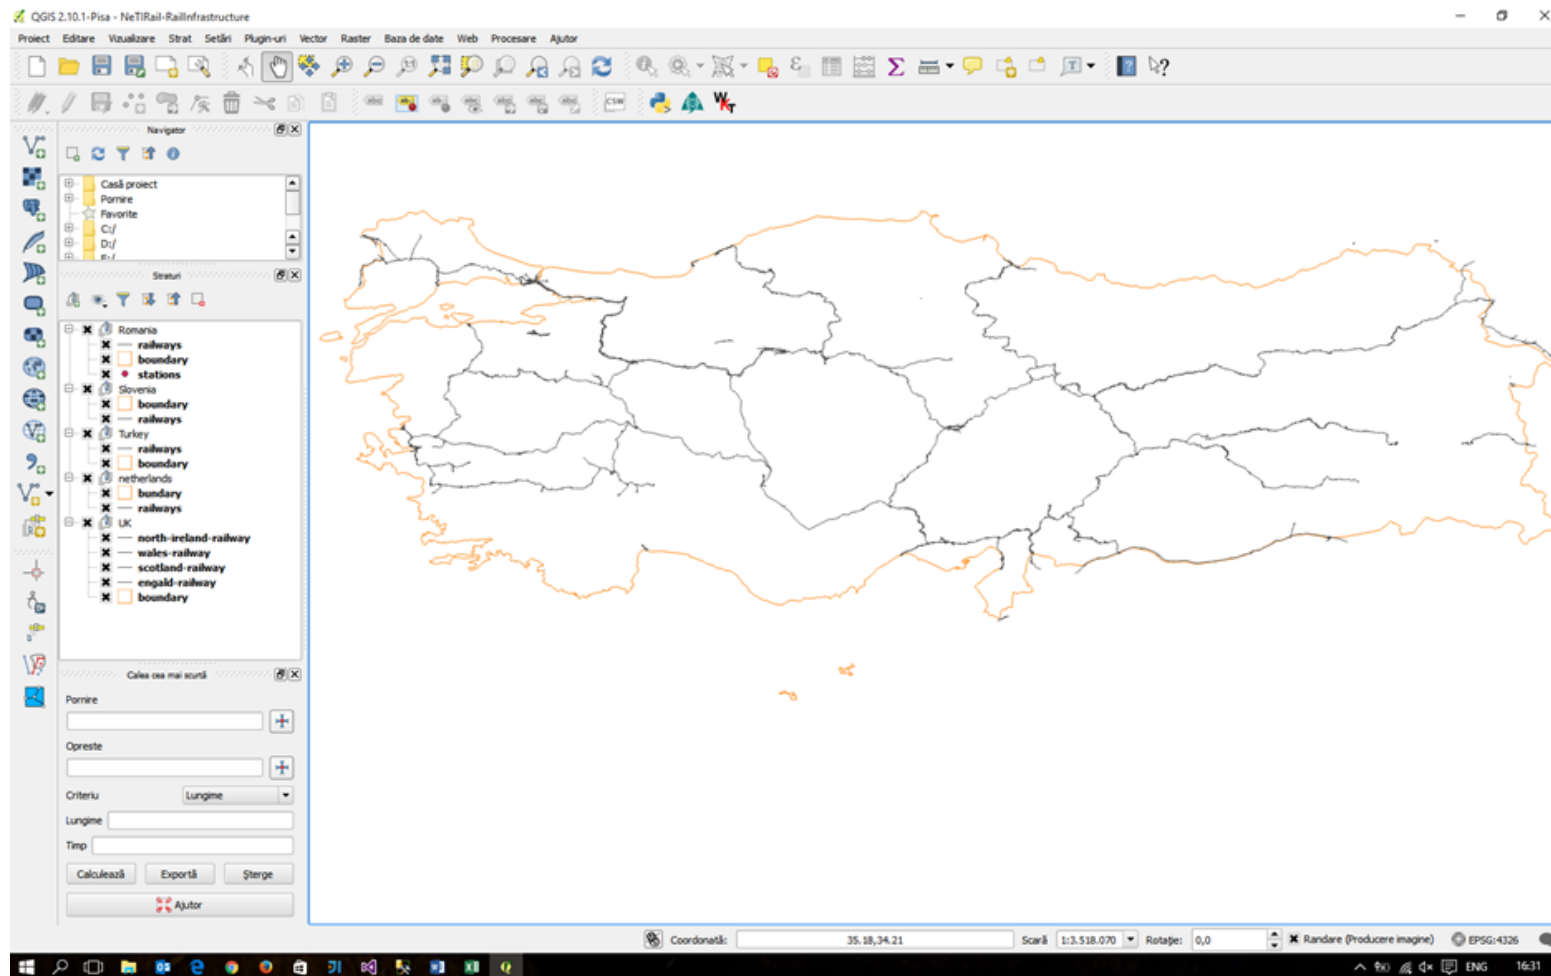 QGIS 2.10.1-Pisa - NeTIRail-RailInfrastructure
Proiect Editare Vizualizare Strat Setări Plugin-uri Vector Raster Baza de date Web Procesare Ajutor
CSW
Navigator
Casă proiect
Pornire
Favorite
C:/
D:/
E:/
Straturi
Romania
railways
boundary
stations
Slovenia
boundary
railways
Turkey
railways
boundary
netherlands
bundary
railways
UK
north-ireland-railway
wales-railway
scotland-railway
engald-railway
boundary
Calea cea mai scurtă
Pornire
Opreste
Criteriu Lungime
Lungime
Timp
Calculează Exportă Șterge
Ajutor
Coordonată: 35.18,34.21 Scară 1:3.518.070 Rotație: 0,0 Randare (Producere imagine) EPSG:4326
ENG 16:31